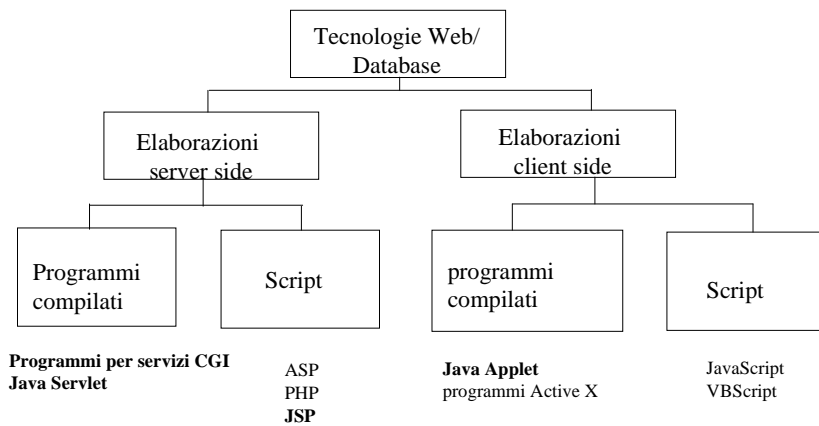 Tecnologie Web/
Database
Elaborazioni
server side
Elaborazioni
client side
Programmi
compilati
Script
programmi
compilati
Script
Programmi per servizi CGI
Java Servlet
ASP
PHP
JSP
Java Applet
programmi Active X
JavaScript
VBScript